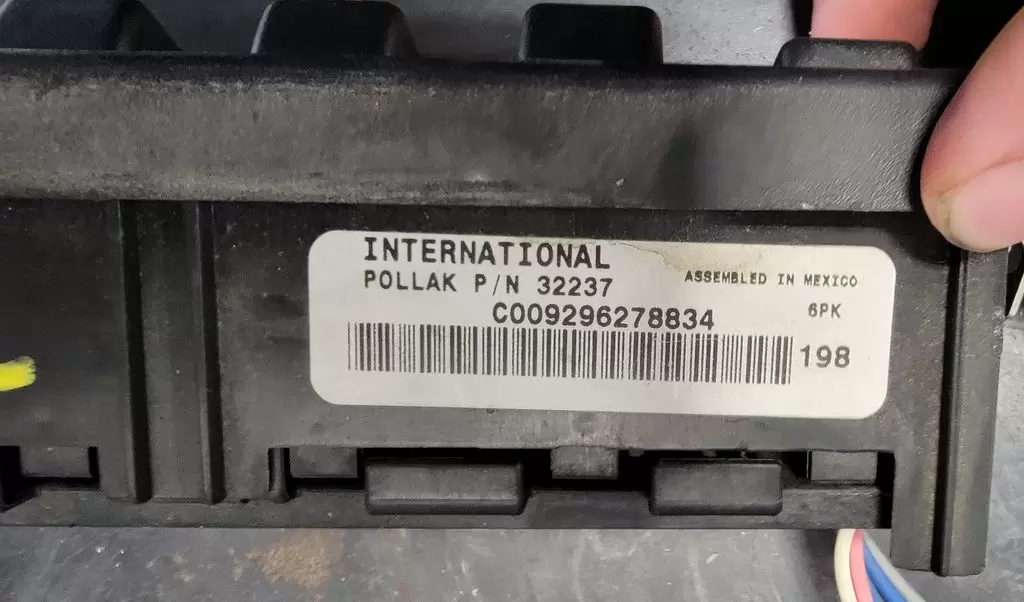 INTERNATIONAL
POLLAK P/N 32237
ASSEMBLED IN MEXICO
C009296278834
6PK
198